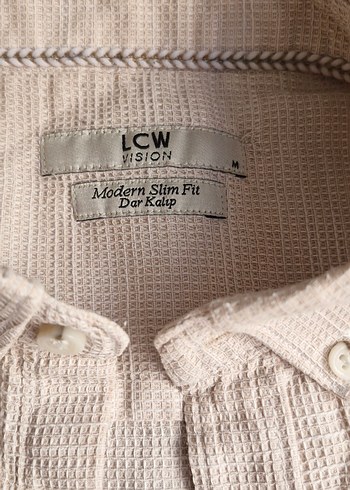 LCW
VISION
M
Modern Slim Fit
Dar Kalıp